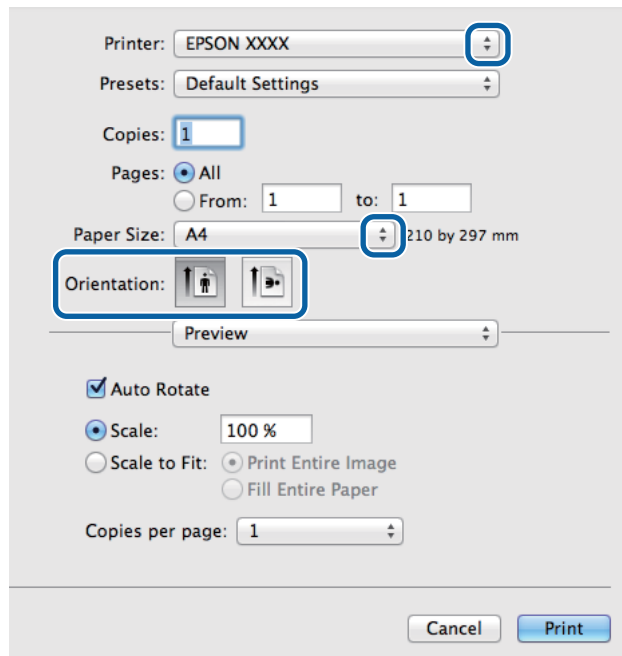 Printer: EPSON XXXX
Presets: Default Settings
Copies: 1
Pages: All
From: 1 to: 1
Paper Size: A4 210 by 297 mm
Orientation:
Preview
Auto Rotate
Scale: 100 %
Scale to Fit: Print Entire Image
Fill Entire Paper
Copies per page: 1
Cancel Print